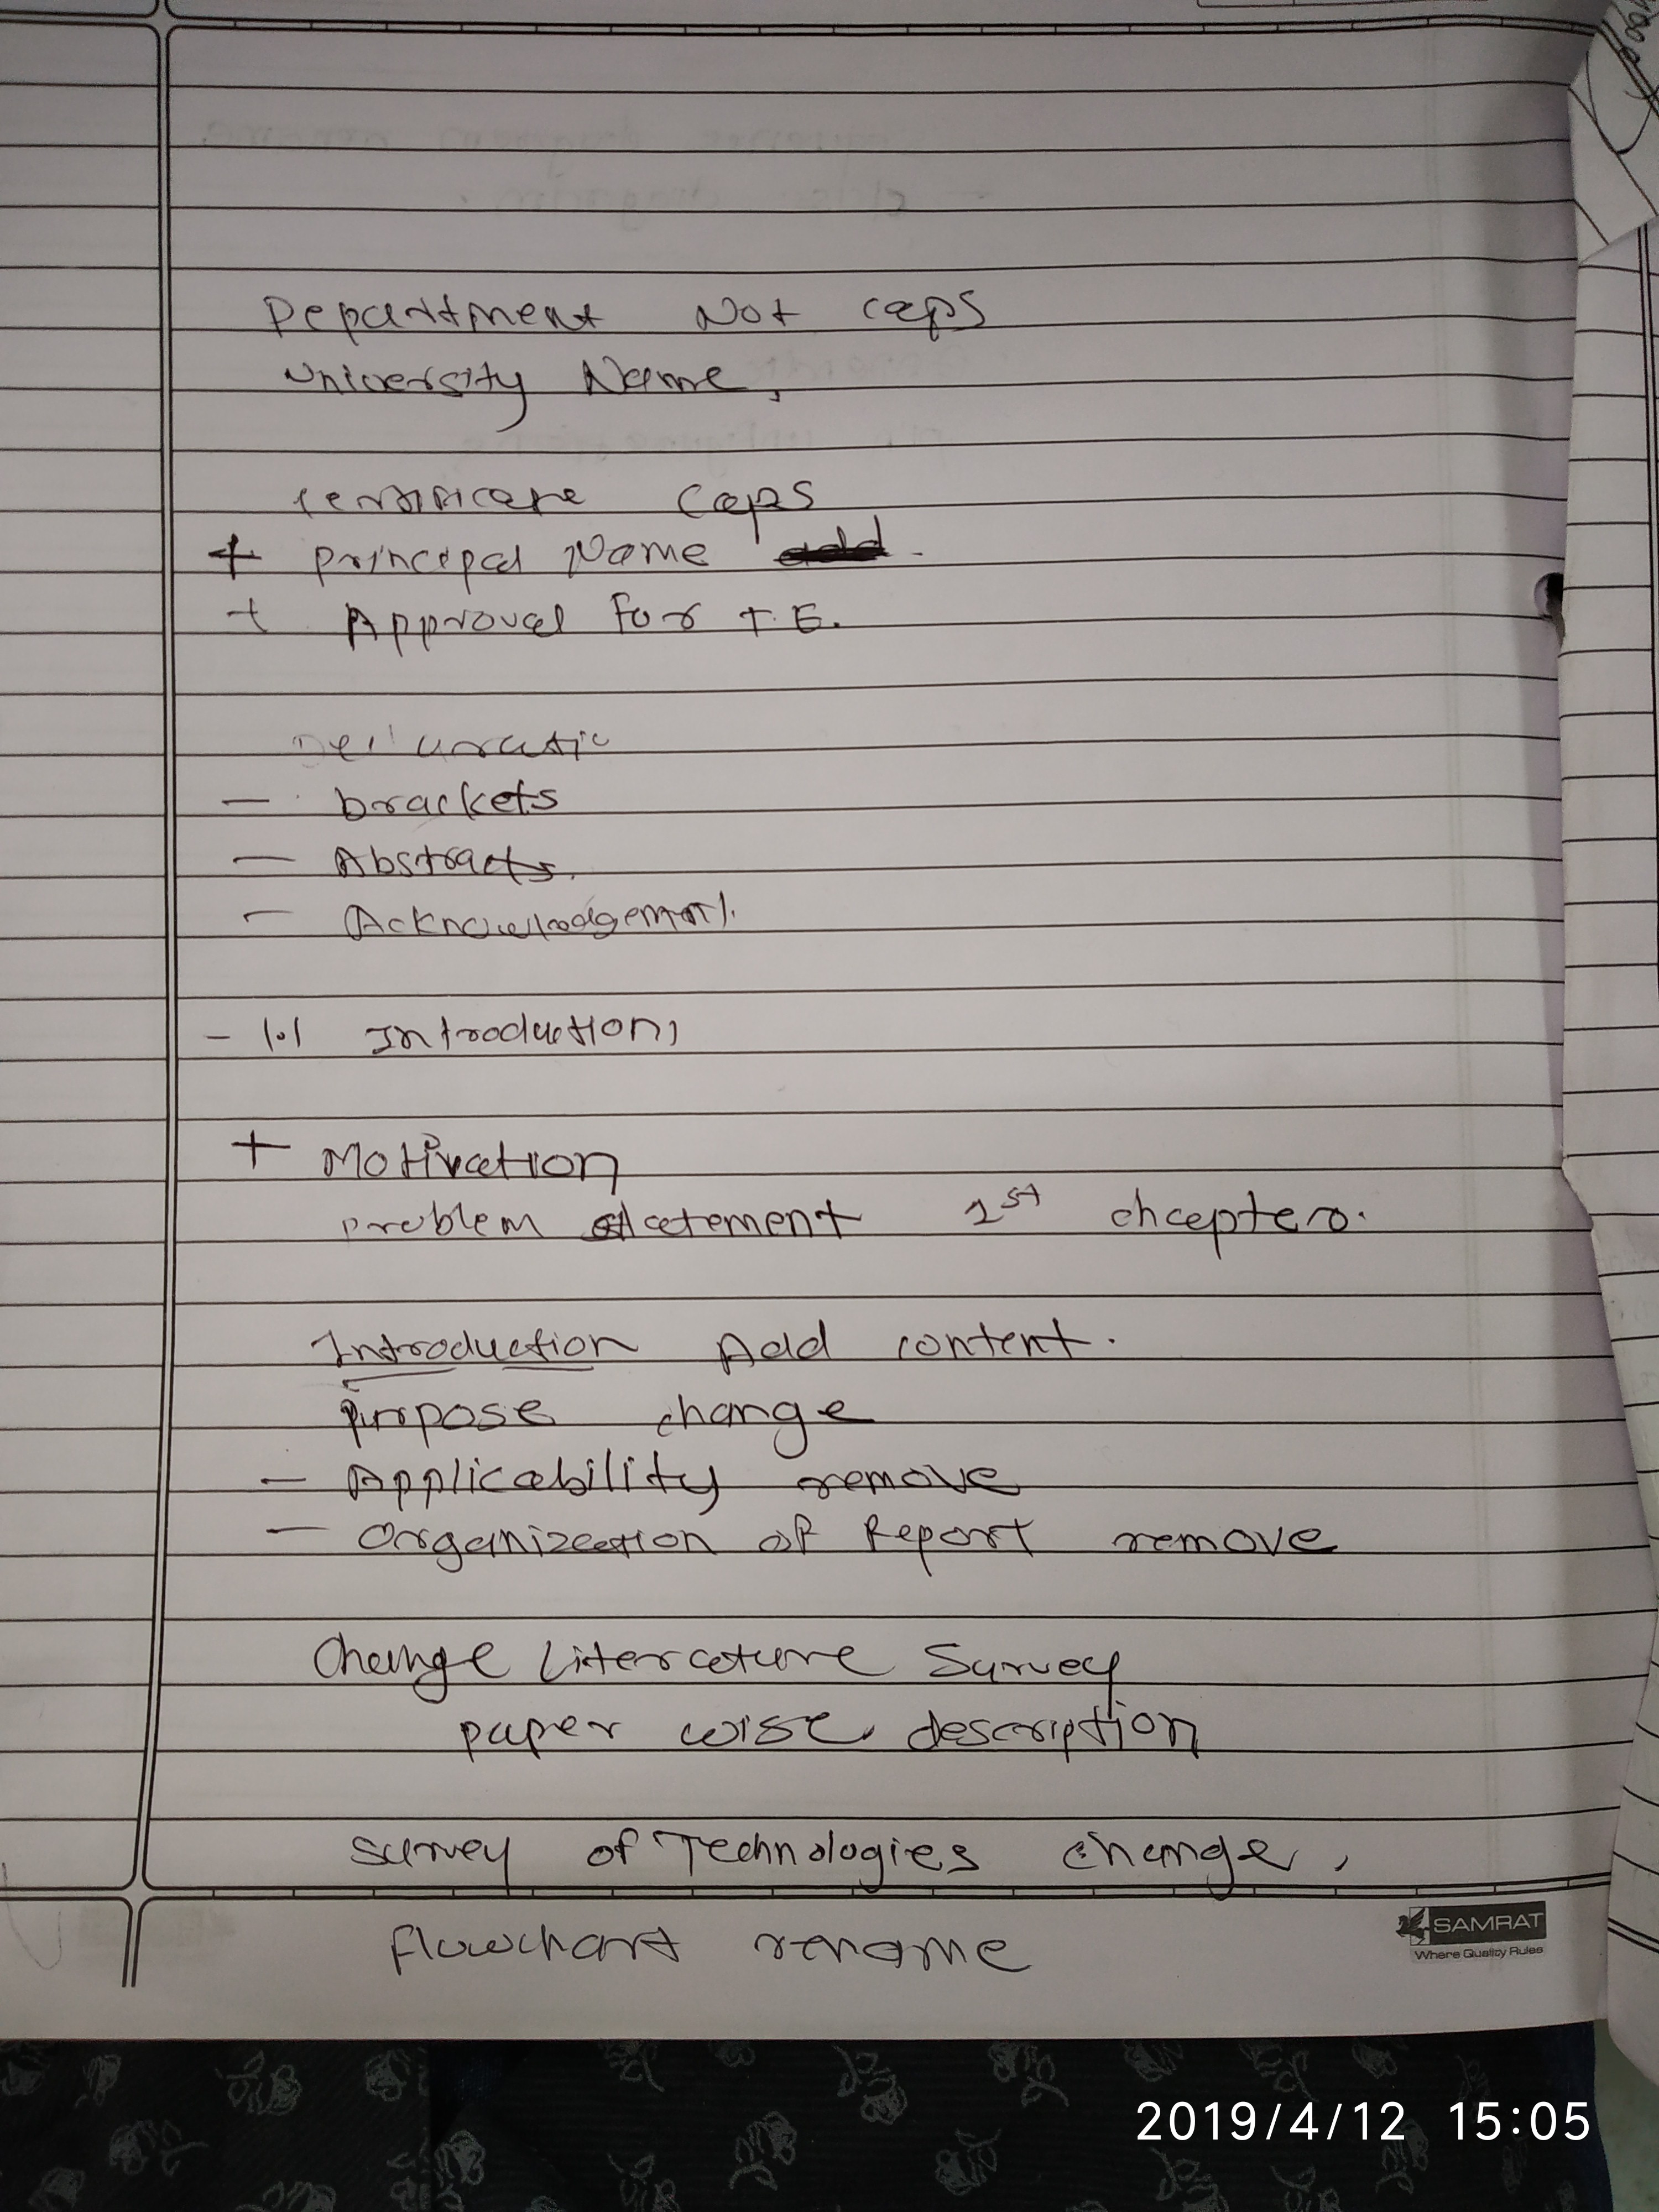 Department Not caps
University Name,
Certificate Caps
+ Principal Name add.
+ Approval For T.E.
- brackets
- Abstracts.
- Acknowledgement.
- 1.1 Introduction,
+ Motivation
problem statement 1st chapter.
Introduction Add content.
purpose change
- Applicability remove
- Organization of Report remove
Change Literature Survey
paper wise description
survey of Technologies change,
flowchart rename
SAMRAT
Where Quality Rules
2019/4/12 15:05